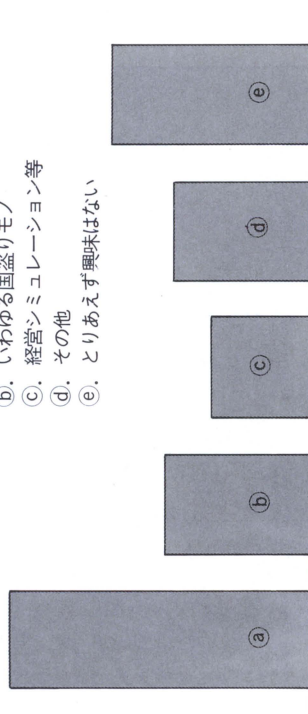 ⓑ. いわゆる国盗りモノ
ⓒ. 経営シミュレーション等
ⓓ. その他
ⓔ. とりあえず興味はない
ⓐ
ⓑ
ⓒ
ⓓ
ⓔ